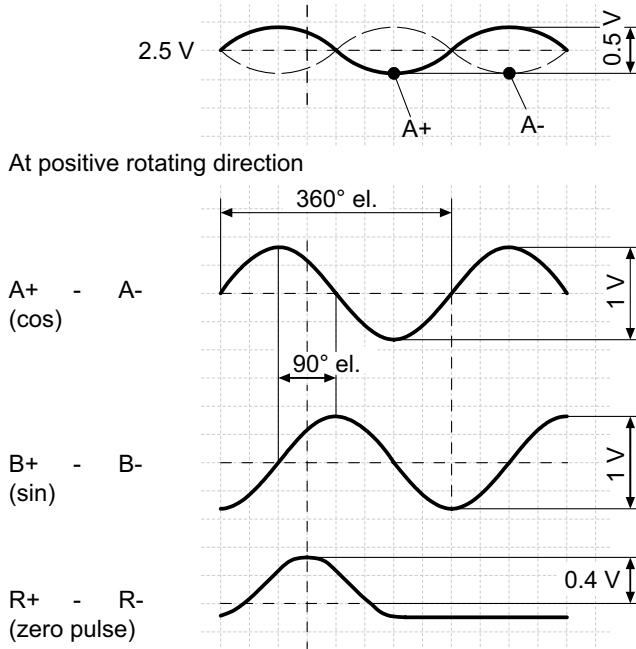 2.5 V
0.5 V
A+
A-
At positive rotating direction
360° el.
A+ - A-
(cos)
1 V
90° el.
B+ - B-
(sin)
1 V
R+ - R-
(zero pulse)
0.4 V